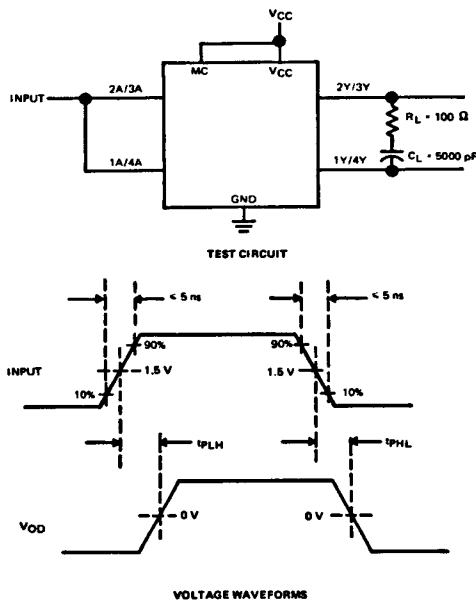 VCC
MC VCC
INPUT 2A/3A 2Y/3Y
RL = 100 Ω
CL = 5000 pF
1A/4A 1Y/4Y
GND
TEST CIRCUIT
< 5 ns < 5 ns
90% 90%
INPUT 1.5 V 1.5 V
10% 10%
tPLH tPHL
VOD 0 V 0 V
VOLTAGE WAVEFORMS